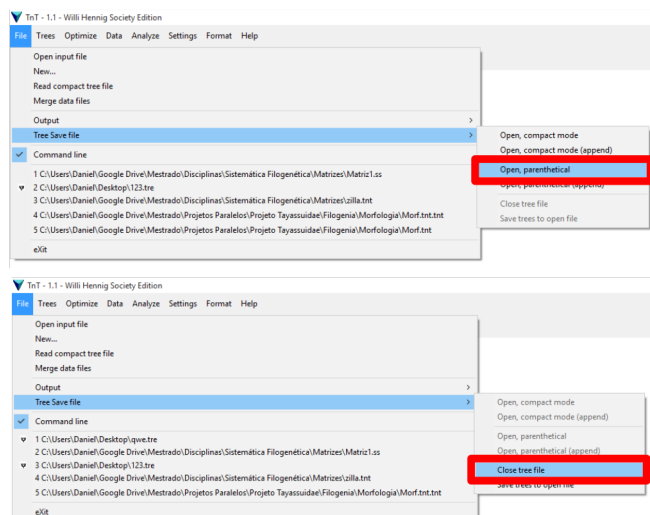 TnT - 1.1 - Willi Hennig Society Edition
File Trees Optimize Data Analyze Settings Format Help
Open input file
New...
Read compact tree file
Merge data files
Output >
Tree Save file >
Open, compact mode
Command line
Open, compact mode (append)
1 C:\Users\Daniel\Google Drive\Mestrado\Disciplinas\Sistemática Filogenética\Matrizes\Matriz1.ss
Open, parenthetical
2 C:\Users\Daniel\Desktop\123.tre
Open, parenthetical (append)
3 C:\Users\Daniel\Google Drive\Mestrado\Disciplinas\Sistemática Filogenética\Matrizes\zilla.tnt
Close tree file
4 C:\Users\Daniel\Google Drive\Mestrado\Projetos Paralelos\Projeto Tayassuidae\Filogenia\Morfologia\Morf.tnt.tnt
Save trees to open file
5 C:\Users\Daniel\Google Drive\Mestrado\Projetos Paralelos\Projeto Tayassuidae\Filogenia\Morfologia\Morf.tnt
eXit
TnT - 1.1 - Willi Hennig Society Edition
File Trees Optimize Data Analyze Settings Format Help
Open input file
New...
Read compact tree file
Merge data files
Output >
Tree Save file >
Open, compact mode
Command line
Open, compact mode (append)
1 C:\Users\Daniel\Desktop\qwe.tre
Open, parenthetical
2 C:\Users\Daniel\Google Drive\Mestrado\Disciplinas\Sistemática Filogenética\Matrizes\Matriz1.ss
Open, parenthetical (append)
3 C:\Users\Daniel\Desktop\123.tre
Close tree file
4 C:\Users\Daniel\Google Drive\Mestrado\Disciplinas\Sistemática Filogenética\Matrizes\zilla.tnt
Save trees to open file
5 C:\Users\Daniel\Google Drive\Mestrado\Projetos Paralelos\Projeto Tayassuidae\Filogenia\Morfologia\Morf.tnt.tnt
eXit